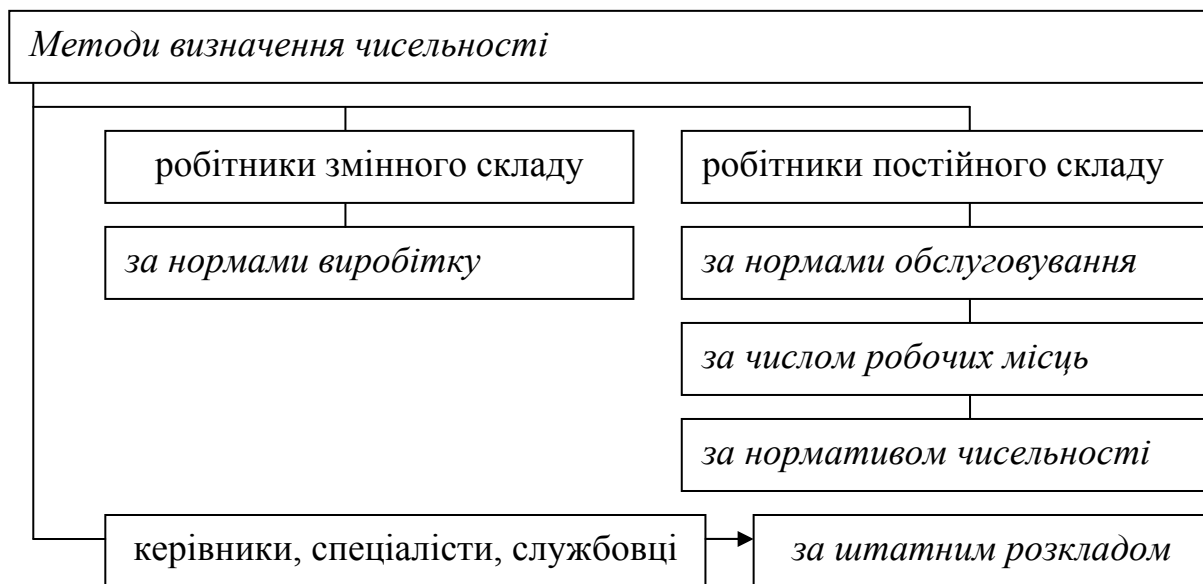 Методи визначення чисельності
робітники змінного складу
робітники постійного складу
за нормами виробітку
за нормами обслуговування
за числом робочих місць
за нормативом чисельності
керівники, спеціалісти, службовці
за штатним розкладом